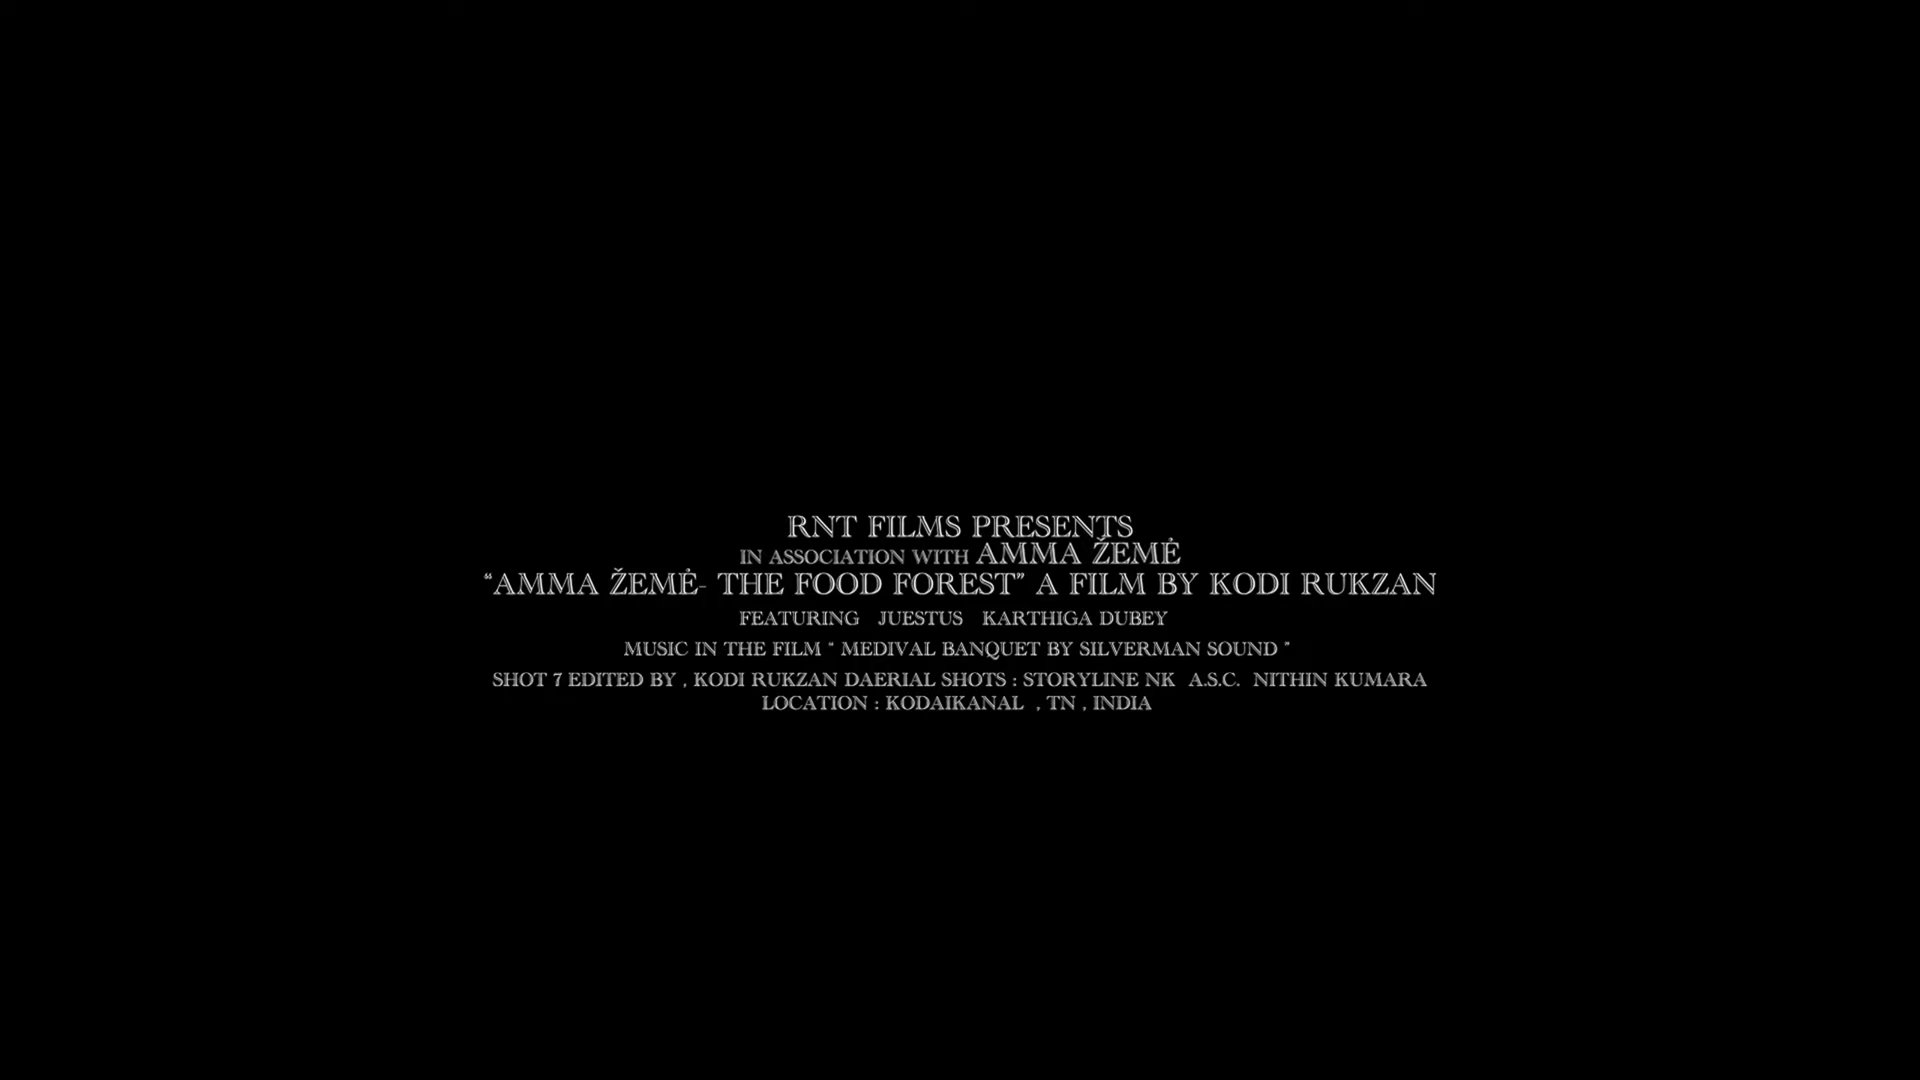 RNT FILMS PRESENTS
IN ASSOCIATION WITH AMMA ŽEMĖ
“AMMA ŽEMĖ- THE FOOD FOREST” A FILM BY KODI RUKZAN
FEATURING JUESTUS KARTHIGA DUBEY
MUSIC IN THE FILM “ MEDIVAL BANQUET BY SILVERMAN SOUND ”
SHOT 7 EDITED BY , KODI RUKZAN DAERIAL SHOTS : STORYLINE NK A.S.C. NITHIN KUMARA
LOCATION : KODAIKANAL , TN , INDIA